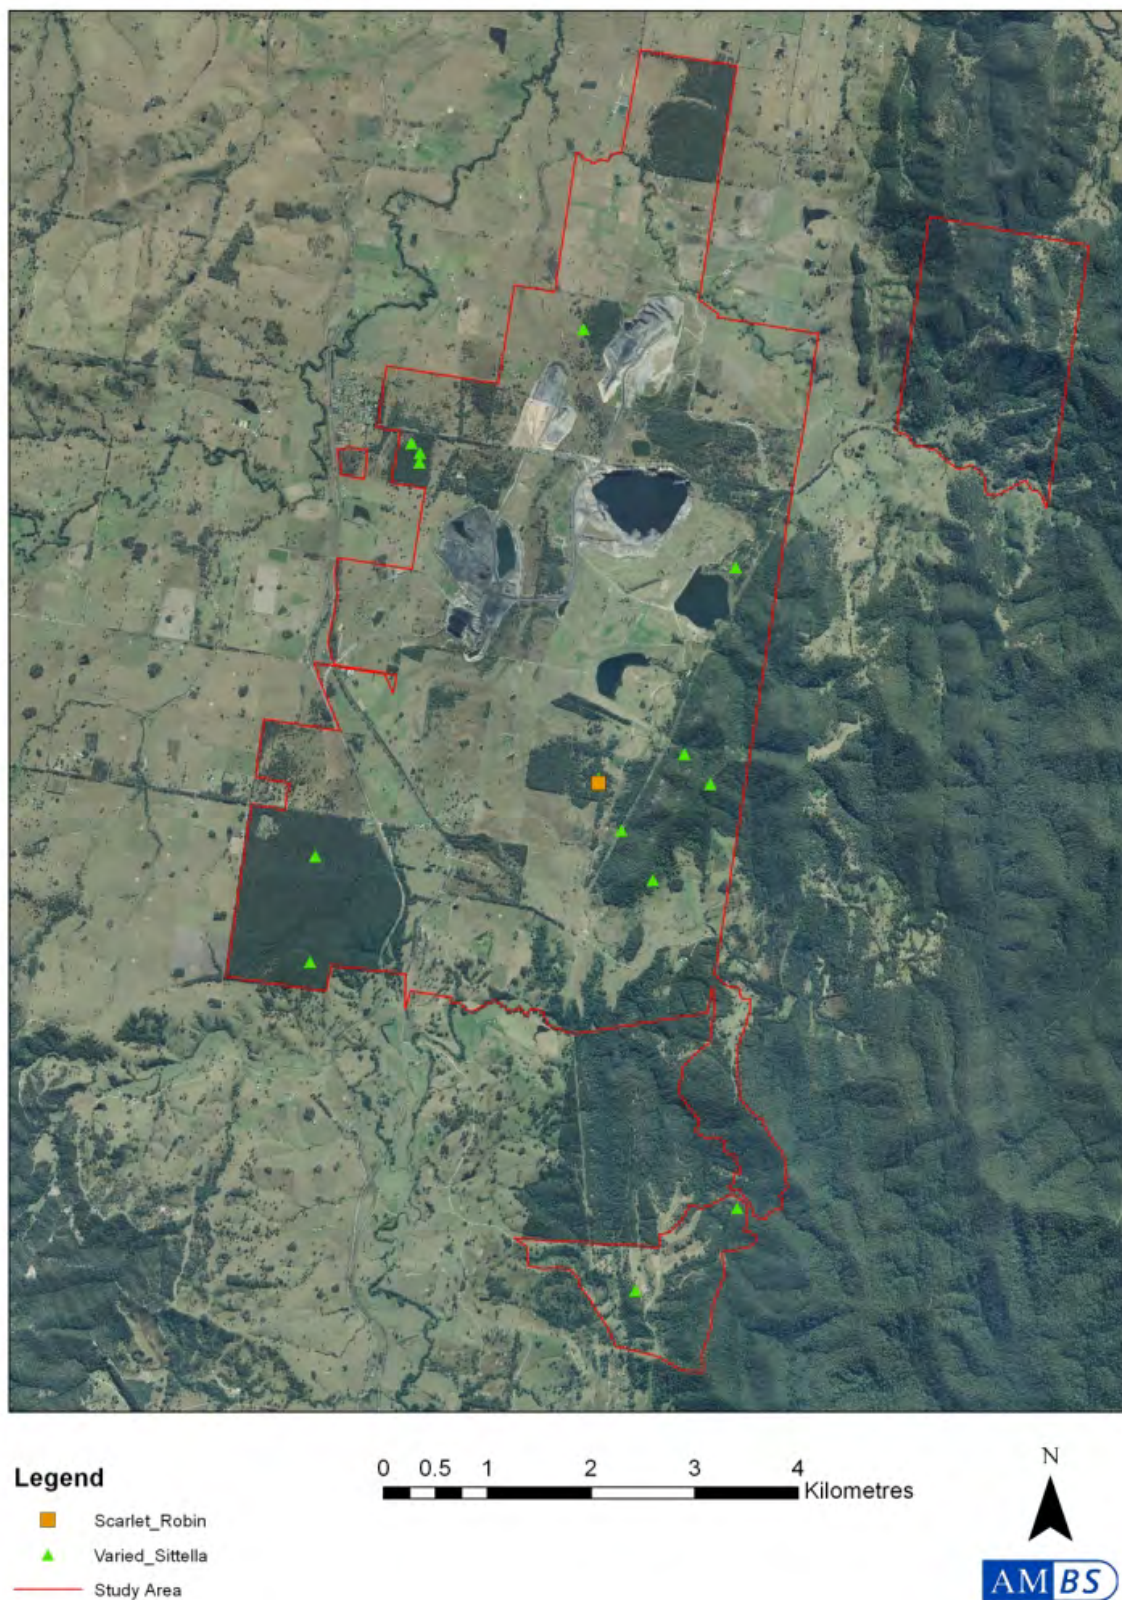 Legend
Scarlet_Robin
Varied_Sittella
Study Area
0 0.5 1 2 3 4
Kilometres
N
AMBS